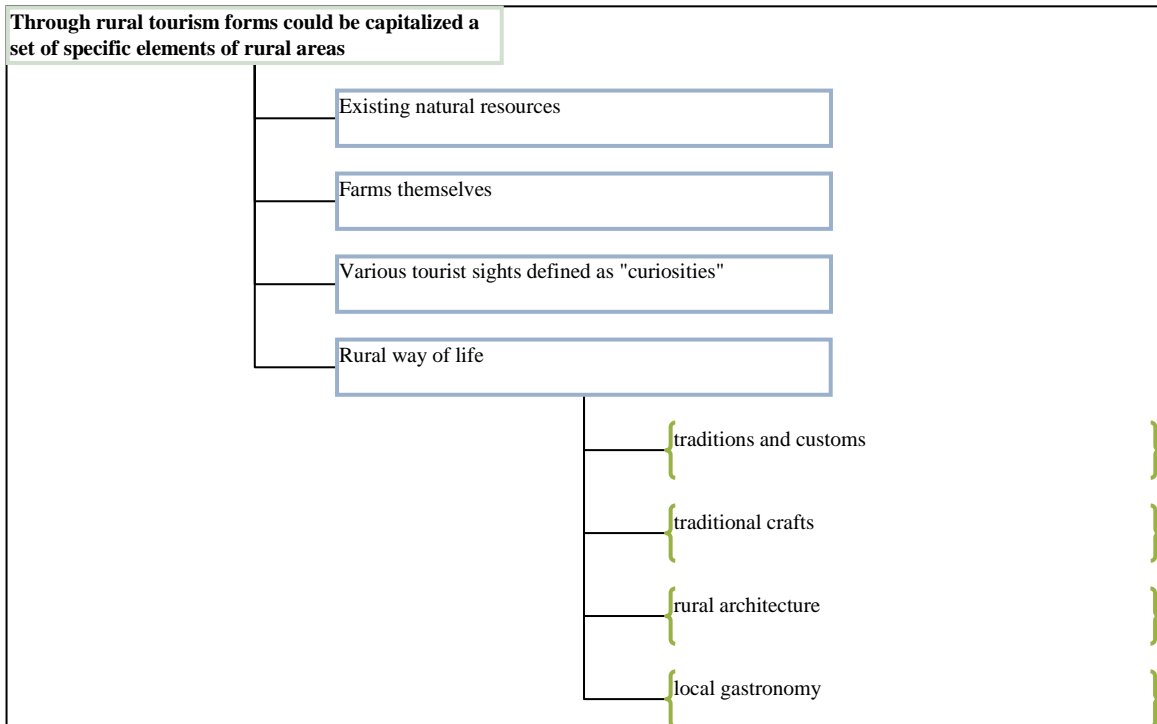 Through rural tourism forms could be capitalized a
set of specific elements of rural areas
Existing natural resources
Farms themselves
Various tourist sights defined as "curiosities"
Rural way of life
traditions and customs
traditional crafts
rural architecture
local gastronomy